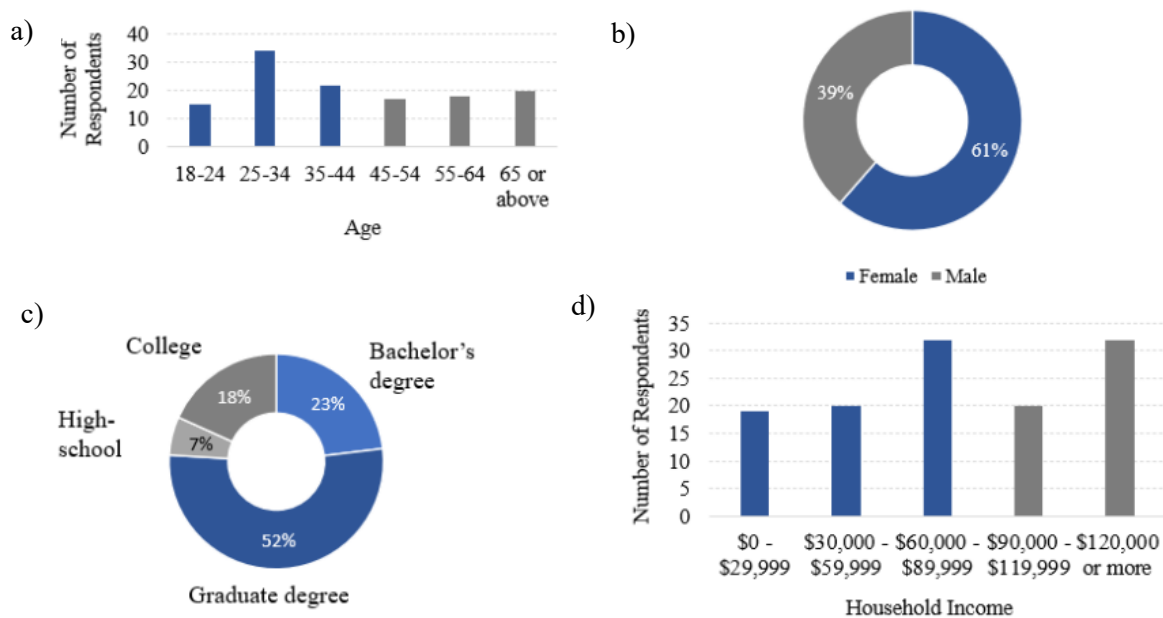 a)
Number of
Respondents
40
30
20
10
0
18-24 25-34 35-44 45-54 55-64 65 or
above
Age
b)
39%
61%
Female Male
c)
College
Bachelor's
degree
High-
school
18%
23%
7%
52%
Graduate degree
d)
Number of Respondents
35
30
25
20
15
10
5
0
$0 - $30,000 - $60,000 - $90,000 - $120,000
$29,999 $59,999 $89,999 $119,999 or more
Household Income